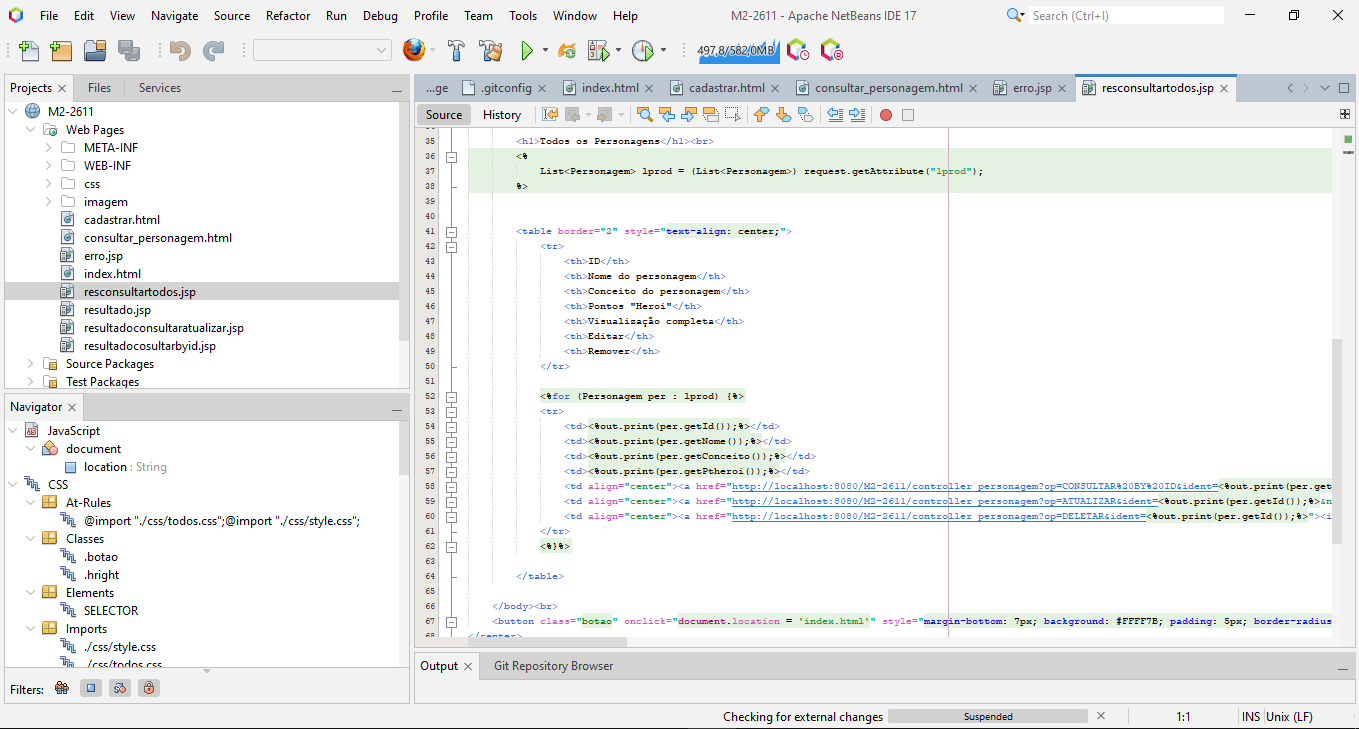 File Edit View Navigate Source Refactor Run Debug Profile Team Tools Window Help
M2-2611 - Apache NetBeans IDE 17
Search (Ctrl+I)
497,8/582,0MB
Projects
Files
Services
M2-2611
Web Pages
META-INF
WEB-INF
css
imagem
cadastrar.html
consultar_personagem.html
erro.jsp
index.html
resconsultartodos.jsp
resultado.jsp
resultadoconsultaratualizar.jsp
resultadocosultarbyid.jsp
Source Packages
Test Packages
Navigator
JavaScript
document
location : String
CSS
At-Rules
@import "./css/todos.css";@import "./css/style.css";
Classes
.botao
.hright
Elements
SELECTOR
Imports
./css/style.css
./css/todos.css
Filters:
...ge .gitconfig index.html cadastrar.html consultar_personagem.html erro.jsp resconsultartodos.jsp
Source History
35 <h1>Todos os Personagens</h1><br>
36 <%
37 List<Personagem> lprod = (List<Personagem>) request.getAttribute("lprod");
38 %>
39
40
41 <table border="2" style="text-align: center;">
42 <tr>
43 <th>ID</th>
44 <th>Nome do personagem</th>
45 <th>Conceito do personagem</th>
46 <th>Pontos "Heroi"</th>
47 <th>Visualização completa</th>
48 <th>Editar</th>
49 <th>Remover</th>
50 </tr>
51
52 <%for (Personagem per : lprod) {%>
53 <tr>
54 <td><%out.print(per.getId());%></td>
55 <td><%out.print(per.getNome());%></td>
56 <td><%out.print(per.getConceito());%></td>
57 <td><%out.print(per.getPtheroi());%></td>
58 <td align="center"><a href="http://localhost:8080/M2-2611/controller_personagem?op=CONSULTAR%20BY%20ID&ident=<%out.print(per.get
59 <td align="center"><a href="http://localhost:8080/M2-2611/controller_personagem?op=ATUALIZAR&ident=<%out.print(per.getId());%>&n
60 <td align="center"><a href="http://localhost:8080/M2-2611/controller_personagem?op=DELETAR&ident=<%out.print(per.getId());%>"><i
61 </tr>
62 <%}%>
63
64 </table>
65
66 </body><br>
67 <button class="botao" onclick="document.location = 'index.html'" style="margin-bottom: 7px; background: #FFFF7B; padding: 5px; border-radius
68 </center>
Output
Git Repository Browser
Checking for external changes
Suspended
1:1
INS
Unix (LF)